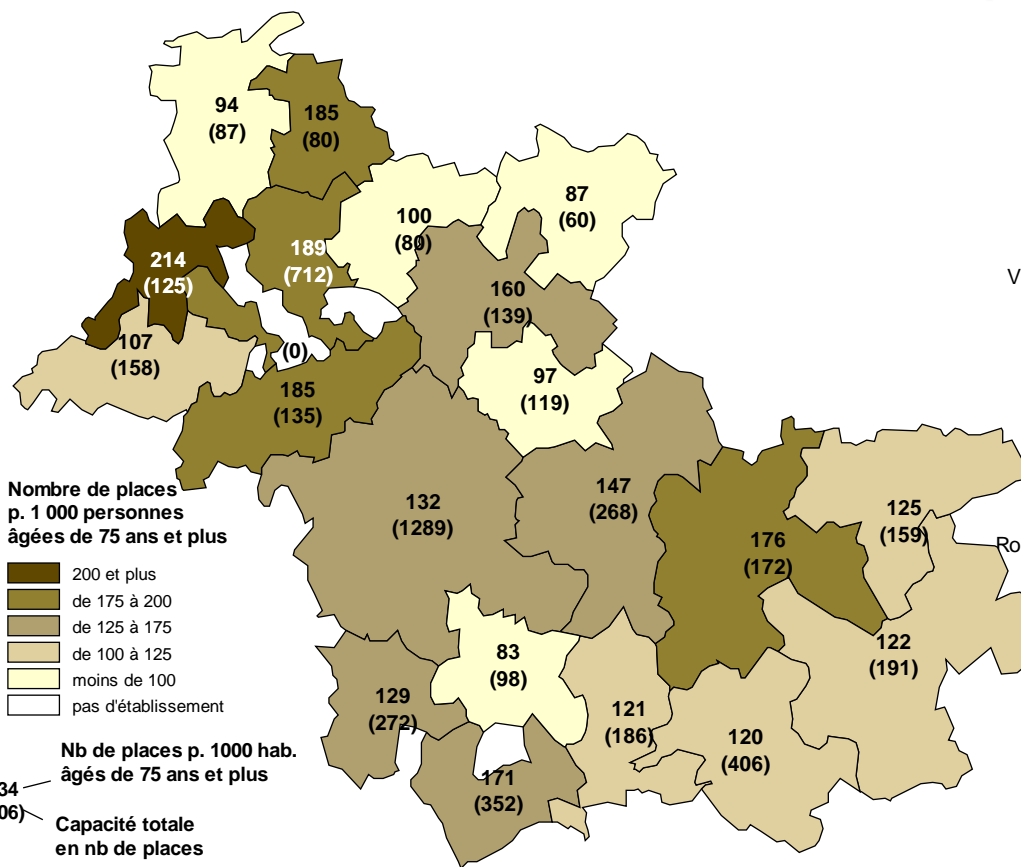 94
(87)
185
(80)
87
(60)
100
(80)
189
(712)
214
(125)
160
(139)
107
(158)
(0)
97
(119)
185
(135)
132
(1289)
147
(268)
125
(159)
176
(172)
122
(191)
83
(98)
129
(272)
121
(186)
120
(406)
171
(352)
V
Ro
Nombre de places
p. 1 000 personnes
âgées de 75 ans et plus
200 et plus
de 175 à 200
de 125 à 175
de 100 à 125
moins de 100
pas d'établissement
Nb de places p. 1000 hab.
âgés de 75 ans et plus
34
06)
Capacité totale
en nb de places